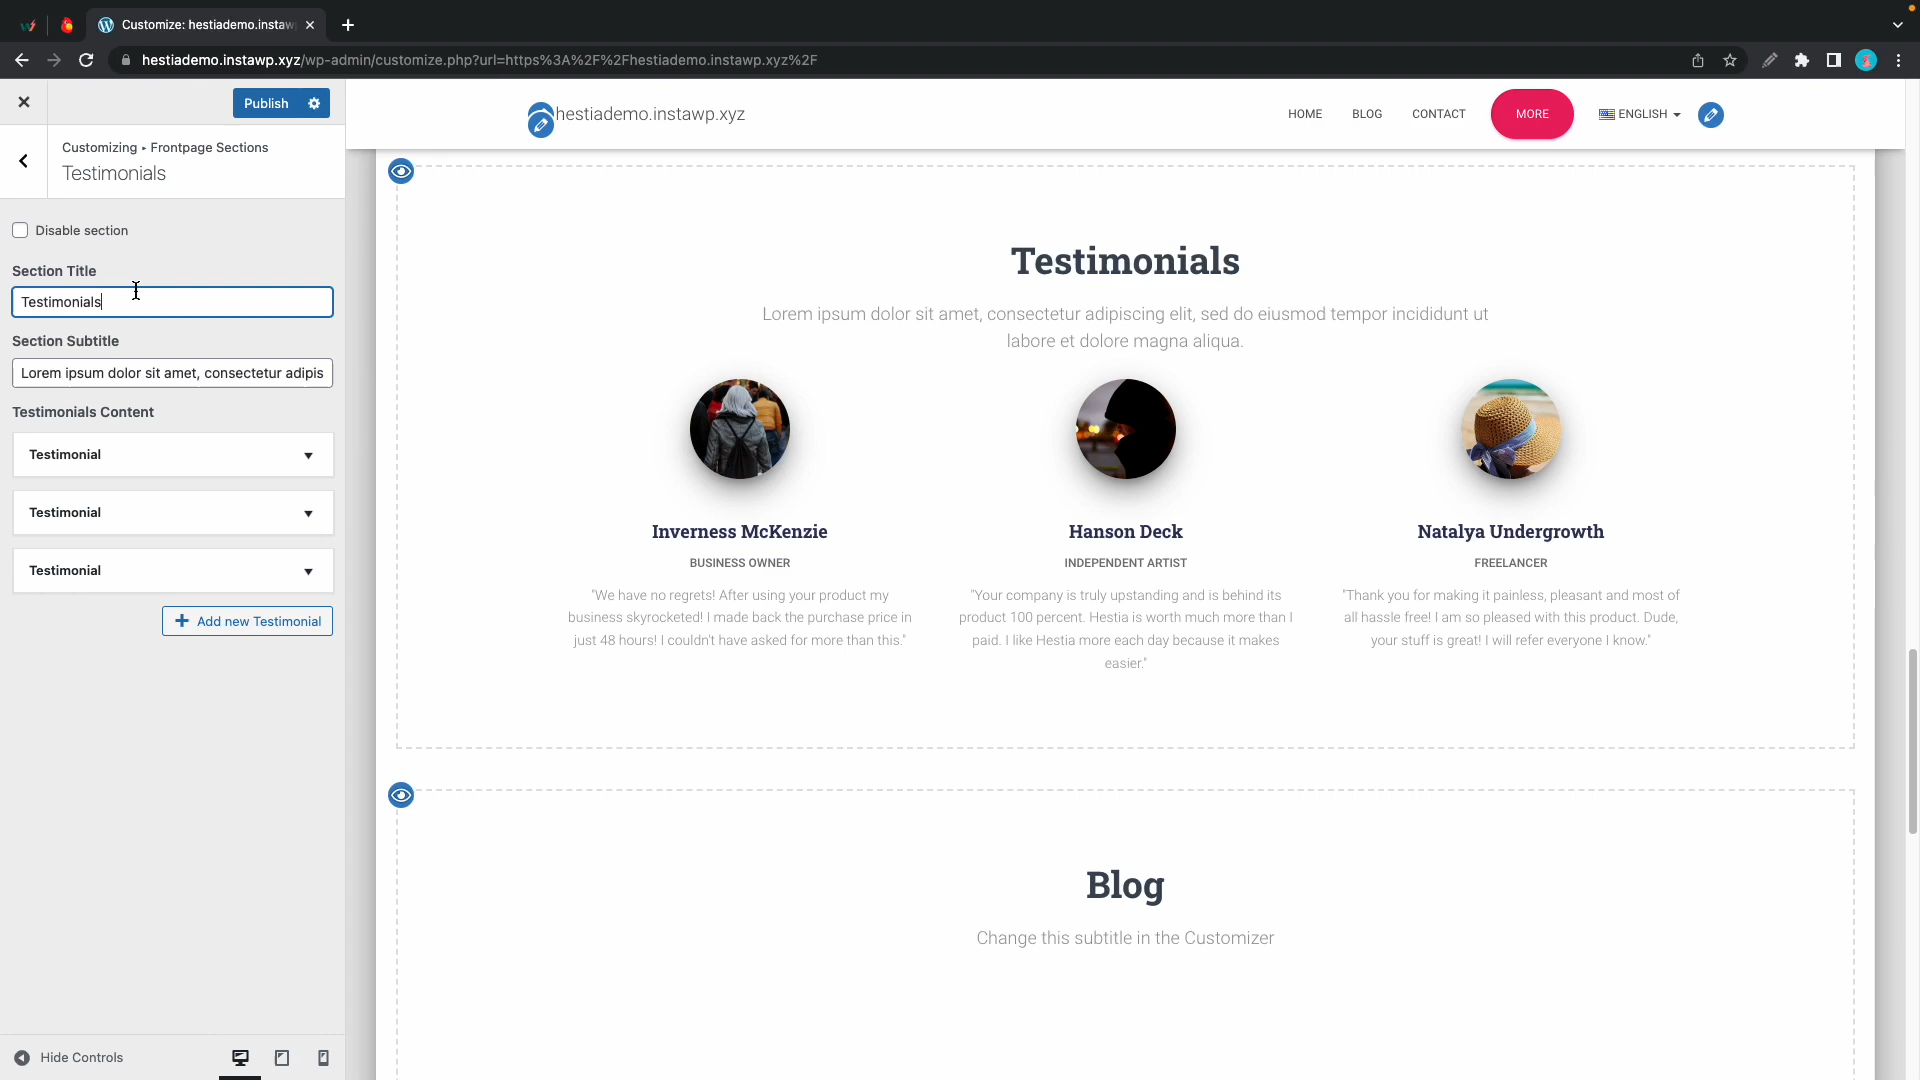 Customize: hestiademo.instaw
hestiademo.instawp.xyz/wp-admin/customize.php?url=https%3A%2F%2Fhestiademo.instawp.xyz%2F
Publish
Customizing ▸ Frontpage Sections
Testimonials
Disable section
Section Title
Testimonials
Section Subtitle
Lorem ipsum dolor sit amet, consectetur adipis
Testimonials Content
Testimonial
Testimonial
Testimonial
Add new Testimonial
Hide Controls
hestiademo.instawp.xyz
HOME BLOG CONTACT MORE ENGLISH
Testimonials
Lorem ipsum dolor sit amet, consectetur adipiscing elit, sed do eiusmod tempor incididunt ut
labore et dolore magna aliqua.
Inverness McKenzie
BUSINESS OWNER
"We have no regrets! After using your product my
business skyrocketed! I made back the purchase price in
just 48 hours! I couldn't have asked for more than this."
Hanson Deck
INDEPENDENT ARTIST
"Your company is truly upstanding and is behind its
product 100 percent. Hestia is worth much more than I
paid. I like Hestia more each day because it makes
easier."
Natalya Undergrowth
FREELANCER
"Thank you for making it painless, pleasant and most of
all hassle free! I am so pleased with this product. Dude,
your stuff is great! I will refer everyone I know."
Blog
Change this subtitle in the Customizer